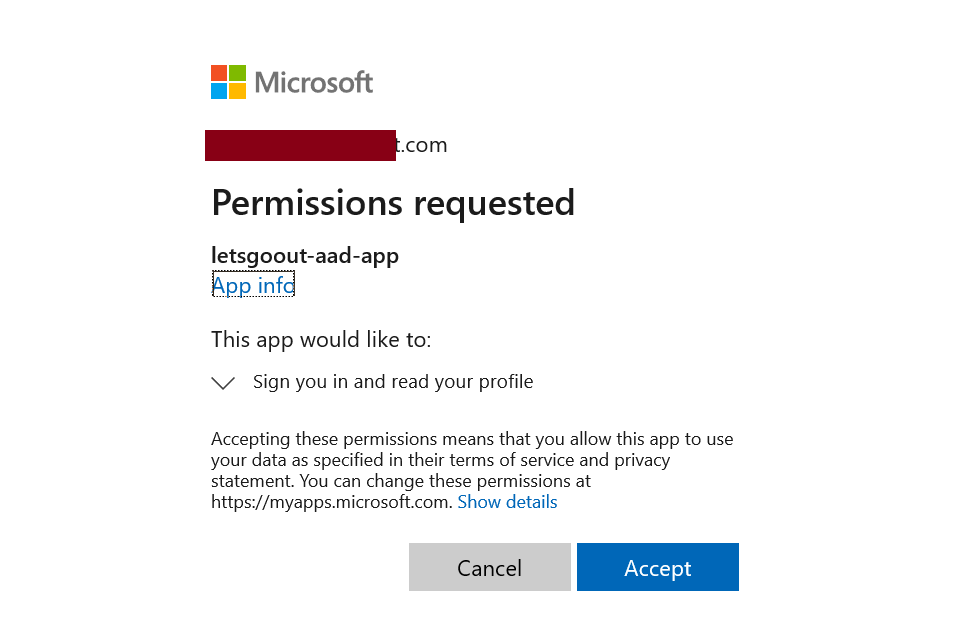 Microsoft
t.com
Permissions requested
letsgoout-aad-app
App info
This app would like to:
Sign you in and read your profile
Accepting these permissions means that you allow this app to use
your data as specified in their terms of service and privacy
statement. You can change these permissions at
https://myapps.microsoft.com. Show details
Cancel Accept